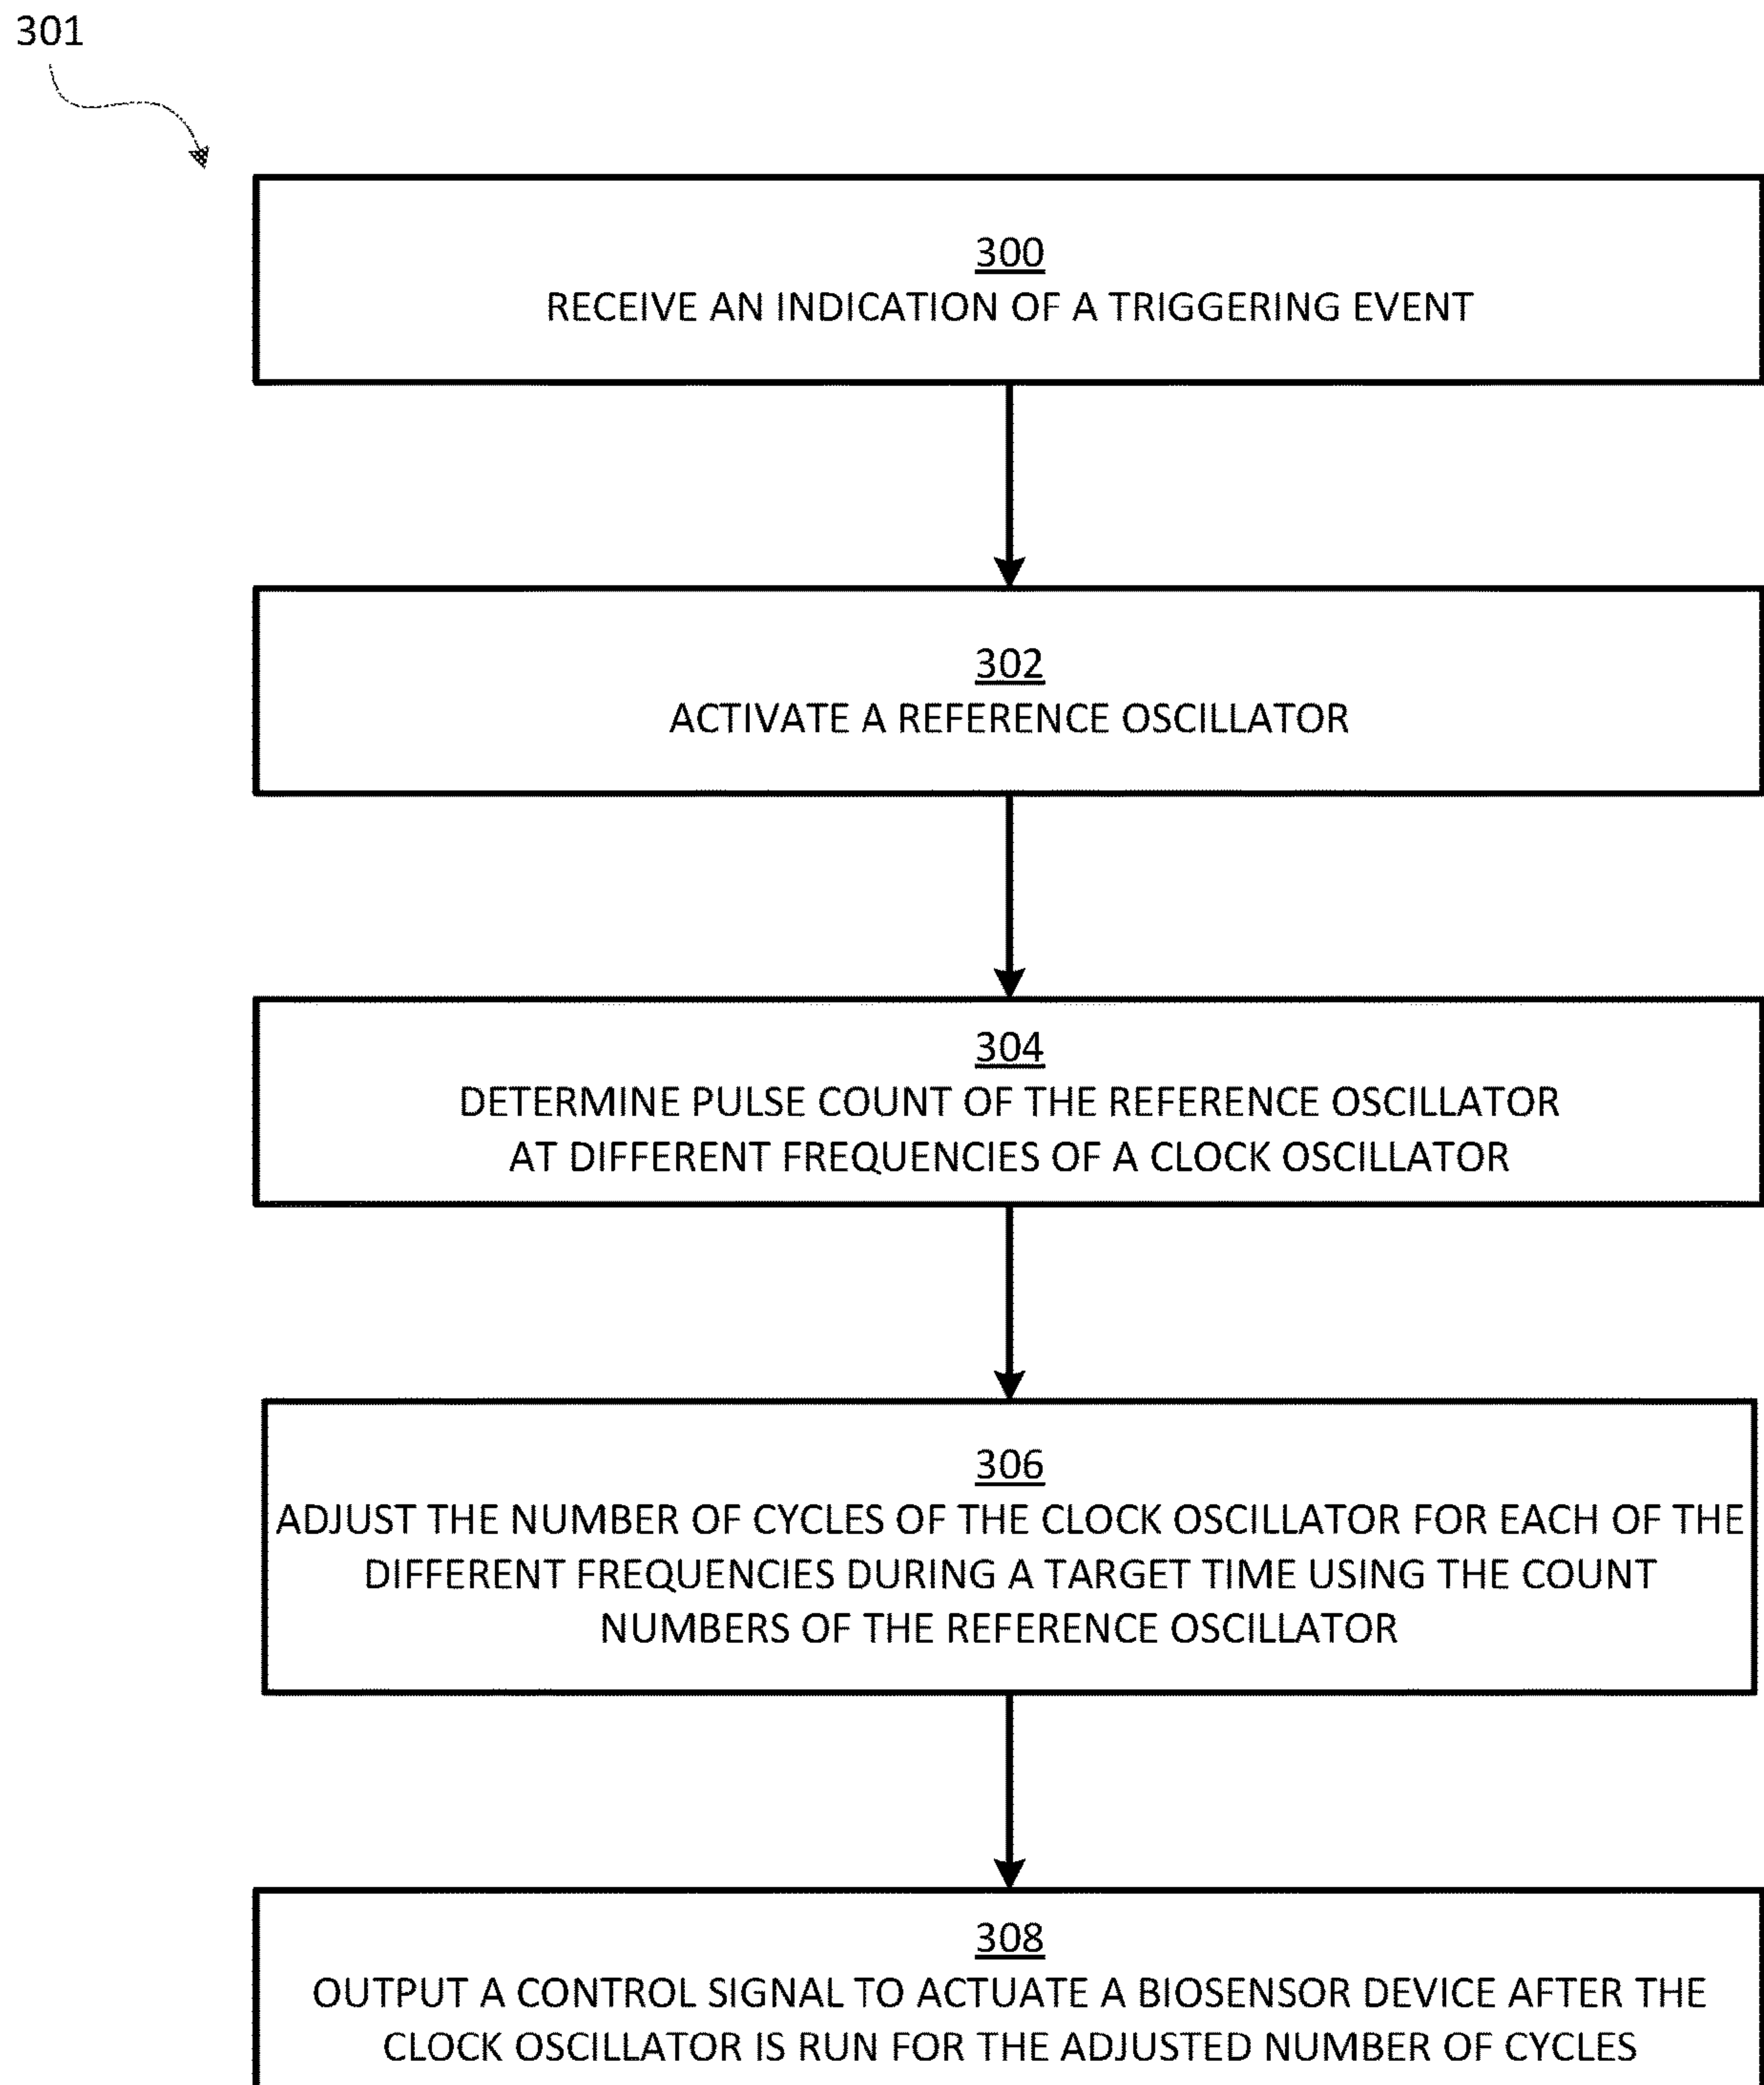 301
300
RECEIVE AN INDICATION OF A TRIGGERING EVENT
302
ACTIVATE A REFERENCE OSCILLATOR
304
DETERMINE PULSE COUNT OF THE REFERENCE OSCILLATOR
AT DIFFERENT FREQUENCIES OF A CLOCK OSCILLATOR
306
ADJUST THE NUMBER OF CYCLES OF THE CLOCK OSCILLATOR FOR EACH OF THE
DIFFERENT FREQUENCIES DURING A TARGET TIME USING THE COUNT
NUMBERS OF THE REFERENCE OSCILLATOR
308
OUTPUT A CONTROL SIGNAL TO ACTUATE A BIOSENSOR DEVICE AFTER THE
CLOCK OSCILLATOR IS RUN FOR THE ADJUSTED NUMBER OF CYCLES